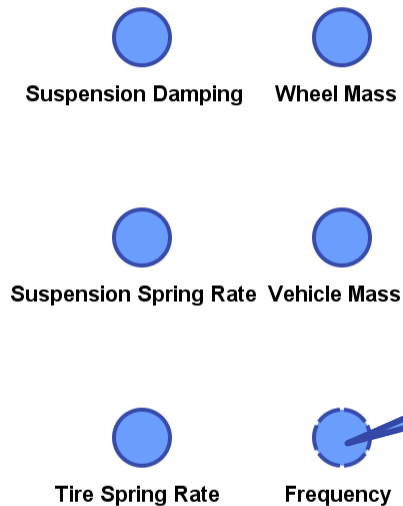 Suspension Damping
Wheel Mass
Suspension Spring Rate
Vehicle Mass
Tire Spring Rate
Frequency